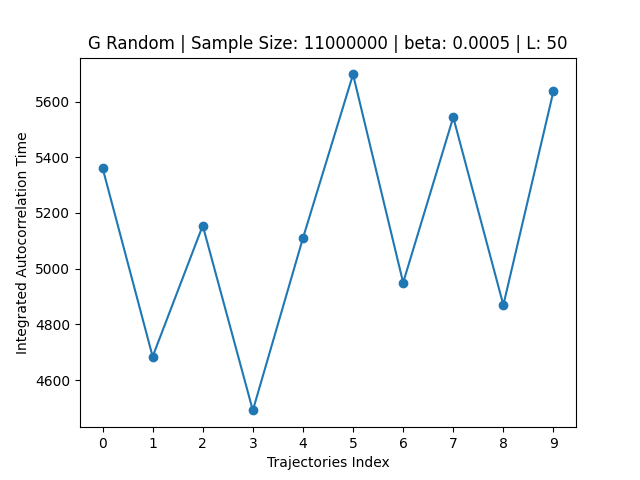 G Random | Sample Size: 11000000 | beta: 0.0005 | L: 50
Integrated Autocorrelation Time
5600
5400
5200
5000
4800
4600
0 1 2 3 4 5 6 7 8 9
Trajectories Index